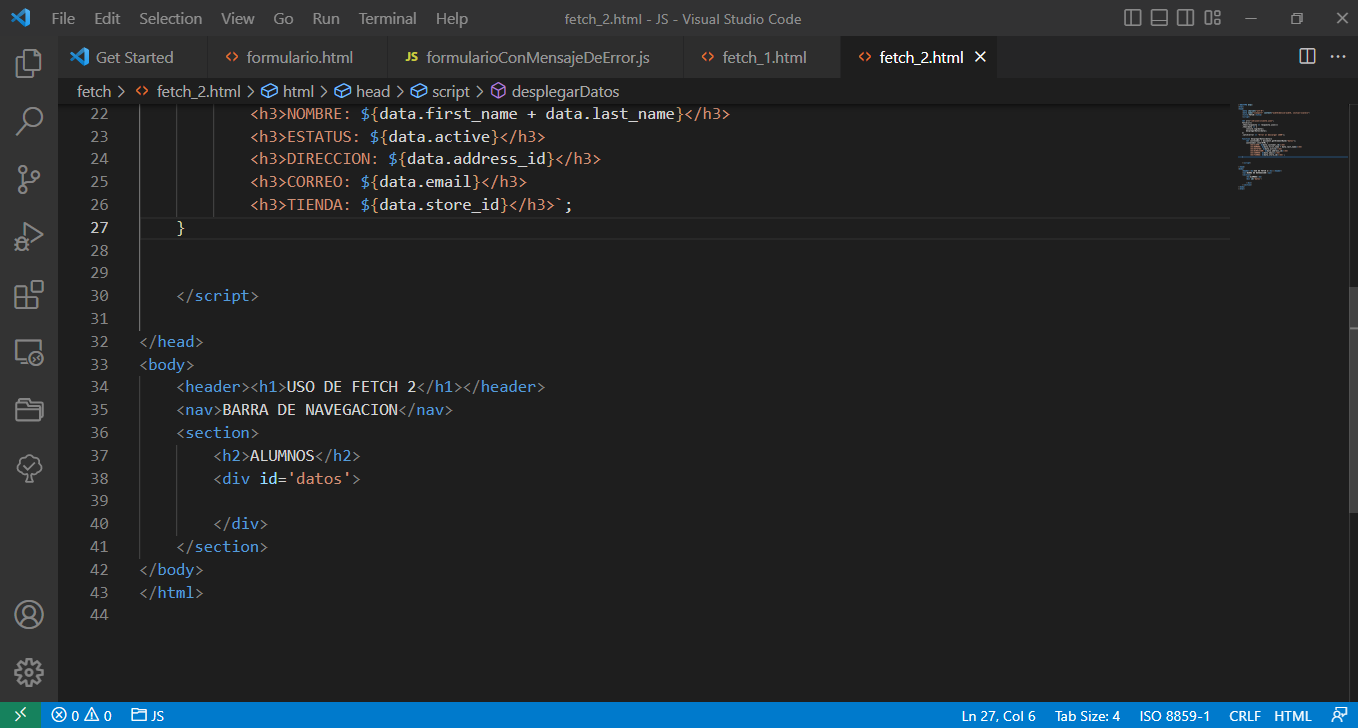 File Edit Selection View Go Run Terminal Help fetch_2.html - JS - Visual Studio Code
Get Started formulario.html JS formularioConMensajeDeError.js fetch_1.html fetch_2.html
fetch > fetch_2.html > html > head > script > desplegarDatos
22 <h3>NOMBRE: ${data.first_name + data.last_name}</h3>
23 <h3>ESTATUS: ${data.active}</h3>
24 <h3>DIRECCION: ${data.address_id}</h3>
25 <h3>CORREO: ${data.email}</h3>
26 <h3>TIENDA: ${data.store_id}</h3>`;
27 }
28
29
30 </script>
31
32 </head>
33 <body>
34 <header><h1>USO DE FETCH 2</h1></header>
35 <nav>BARRA DE NAVEGACION</nav>
36 <section>
37 <h2>ALUMNOS</h2>
38 <div id='datos'>
39
40 </div>
41 </section>
42 </body>
43 </html>
44
0 0 JS Ln 27, Col 6 Tab Size: 4 ISO 8859-1 CRLF HTML